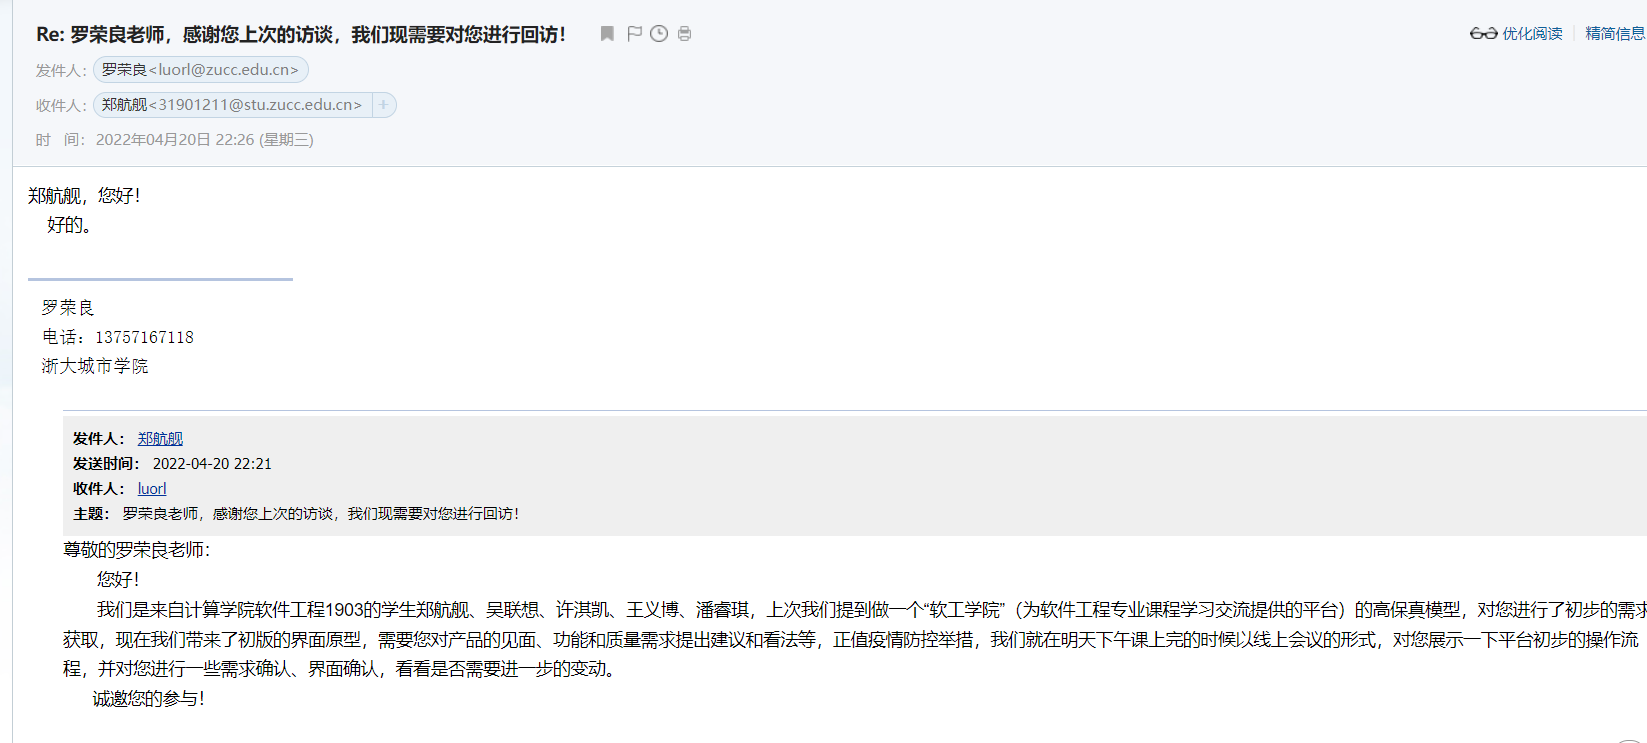 Re: 罗荣良老师，感谢您上次的访谈，我们现需要对您进行回访！
优化阅读 精简信息
发件人： 罗荣良<luorl@zucc.edu.cn>
收件人： 郑航舰<31901211@stu.zucc.edu.cn> +
时 间： 2022年04月20日 22:26 (星期三)
郑航舰，您好！
好的。
罗荣良
电话：13757167118
浙大城市学院
发件人： 郑航舰
发送时间： 2022-04-20 22:21
收件人： luorl
主题： 罗荣良老师，感谢您上次的访谈，我们现需要对您进行回访！
尊敬的罗荣良老师：
您好！
我们是来自计算学院软件工程1903的学生郑航舰、吴联想、许淇凯、王义博、潘睿琪，上次我们提到做一个“软工学院”（为软件工程专业课程学习交流提供的平台）的高保真模型，对您进行了初步的需求
获取，现在我们带来了初版的界面原型，需要您对产品的见面、功能和质量需求提出建议和看法等，正值疫情防控举措，我们就在明天下午课上完的时候以线上会议的形式，对您展示一下平台初步的操作流
程，并对您进行一些需求确认、界面确认，看看是否需要进一步的变动。
诚邀您的参与！